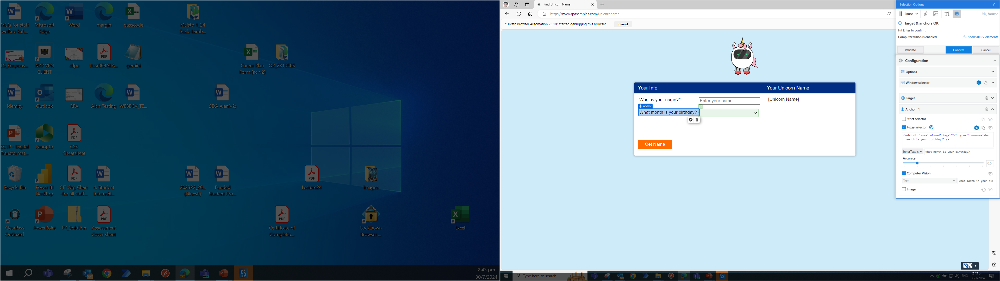 MCQ for staff
welfare kah...
Microsoft
Edge
Word
margin
passcode
Maisto 1_24
Scale Lamb...
L9_Respons...
NYP VPN
CLIENT
ctlpe
ttcsr004ALA...
gemini
Career Plan
Form (ac-v2)
Q2_231056S
idemity
Outlook
RPA
Alan-Testing
WEBDEV_TE...
SDA Alan(v2)
SCTP - Digital
Transformat...
Panopto
CSS
Cheatsheet
Recycle Bin
Power BI
Desktop
SIT Org Chart
-for all staff...
4. Student
Internshi...
2023P2_20...
(Dinesh)
Funded
Student Pro...
Lecture24
images
ClearPass
OnGuard
PowerPoint
P7_Solution
Assessment
Cover sheet
Certificate of
Completio...
LockDown
Browser ...
Excel
2:43 pm
30/7/2024
Find Unicorn Name
https://www.rpasamples.com/unicornname
"UiPath Browser Automation 23.10" started debugging this browser
Cancel
Your Info
Your Unicorn Name
What is your name?*
Enter your name
[Unicorn Name]
Anchor
What month is your birthday?
Get Name
Selection Options
?
Pause
Auto
Target & anchors OK.
Hit Enter to confirm.
Computer vision is enabled
Show all CV elements
Validate
Confirm
Cancel
Configuration
Options
Window selector
Target
Anchor 1
Strict selector
Fuzzy selector
<webctrl class='col-med' tag='DIV' type='' aaname='What
month is your birthday?' />
InnerText is
What month is your birthday?
Accuracy
0.5
Computer Vision
Text
What month is your bir
Image
NYP
Type here to search
ENG
2:43 pm
30/7/2024